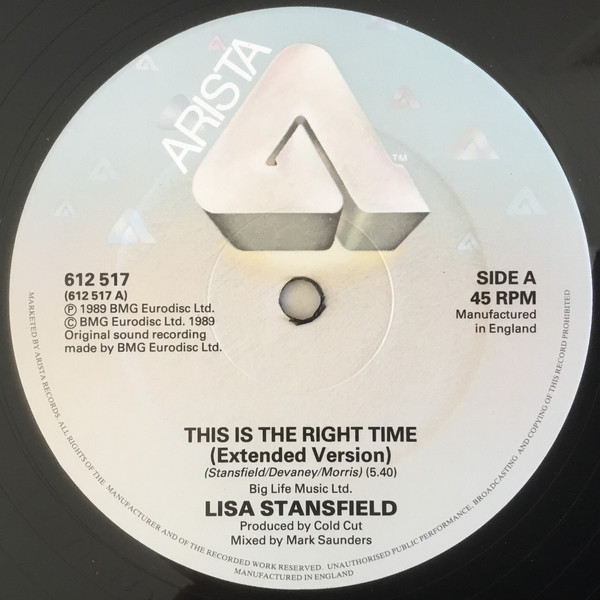 ARISTA
TM
612 517
(612 517 A)
Ⓟ 1989 BMG Eurodisc Ltd.
© BMG Eurodisc Ltd. 1989
Original sound recording
made by BMG Eurodisc Ltd.
SIDE A
45 RPM
Manufactured
in England
THIS IS THE RIGHT TIME
(Extended Version)
(Stansfield/Devaney/Morris) (5.40)
Big Life Music Ltd.
LISA STANSFIELD
Produced by Cold Cut
Mixed by Mark Saunders
MARKETED BY ARISTA RECORDS. ALL RIGHTS OF THE MANUFACTURER AND OF THE RECORDED WORK RESERVED. UNAUTHORISED PUBLIC PERFORMANCE, BROADCASTING AND COPYING OF THIS RECORD PROHIBITED
MANUFACTURED IN ENGLAND